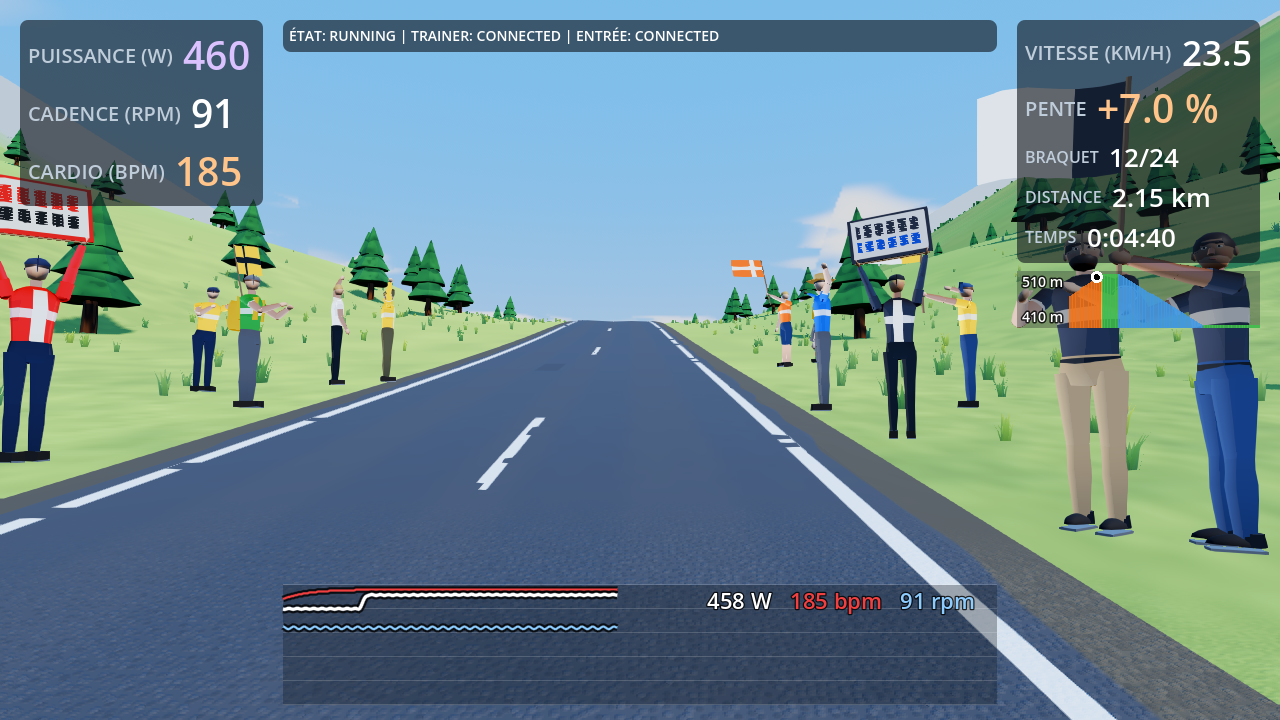 PUISSANCE (W) 460
CADENCE (RPM) 91
CARDIO (BPM) 185
ÉTAT: RUNNING | TRAINER: CONNECTED | ENTRÉE: CONNECTED
VITESSE (KM/H) 23.5
PENTE +7.0 %
BRAQUET 12/24
DISTANCE 2.15 km
TEMPS 0:04:40
510 m
410 m
458 W 185 bpm 91 rpm